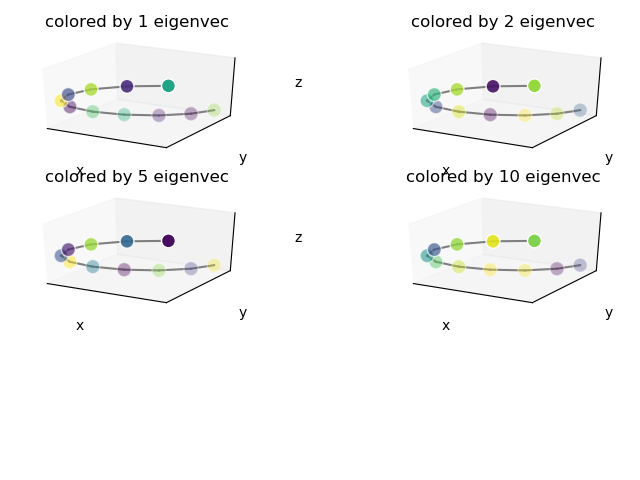 colored by 1 eigenvec
colored by 2 eigenvec
z
y
y
x
x
colored by 5 eigenvec
colored by 10 eigenvec
z
y
y
x
x